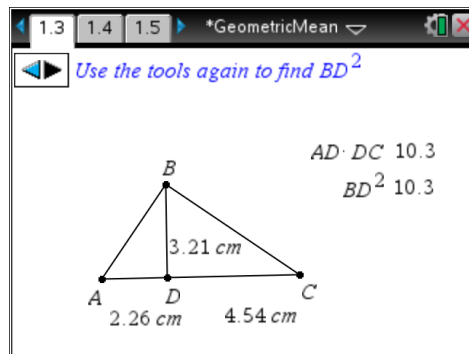 1.3 1.4 1.5 *GeometricMean
Use the tools again to find BD²
AD· DC 10.3
BD² 10.3
B
3.21 cm
A D C
2.26 cm 4.54 cm